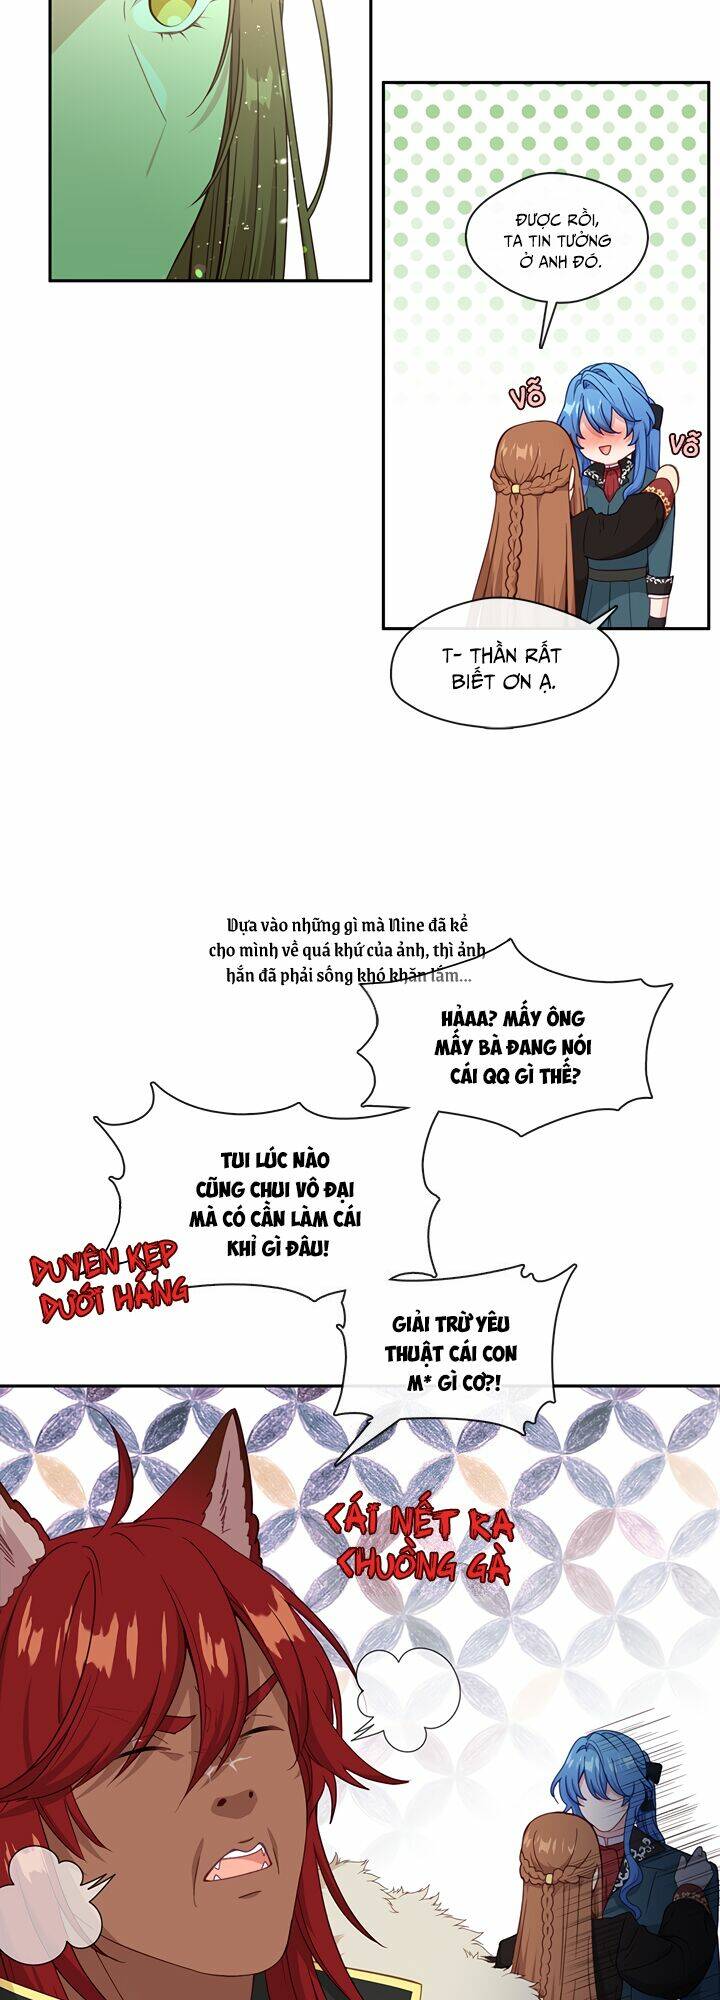 ĐƯỢC RỒI,
TA TIN TƯỞNG
Ở ANH ĐÓ.
VỖ
VỖ
T- THẦN RẤT
BIẾT ƠN Ạ.
Dựa vào những gì mà Nine đã kể
cho mình về quá khứ của ảnh, thì ảnh
hẳn đã phải sống khó khăn lắm...
HẢAA? MẤY ÔNG
MẤY BÀ ĐANG NÓI
CÁI QQ GÌ THẾ?
TUI LÚC NÀO
CŨNG CHUI VÔ ĐẠI
MÀ CÓ CẦN LÀM CÁI
KHỈ GÌ ĐÂU!
DUYÊN KẸP
DƯỚI HÁNG
GIẢI TRỪ YÊU
THUẬT CÁI CON
M* GÌ CƠ?!
CÁI NẾT RA
CHUỒNG GÀ